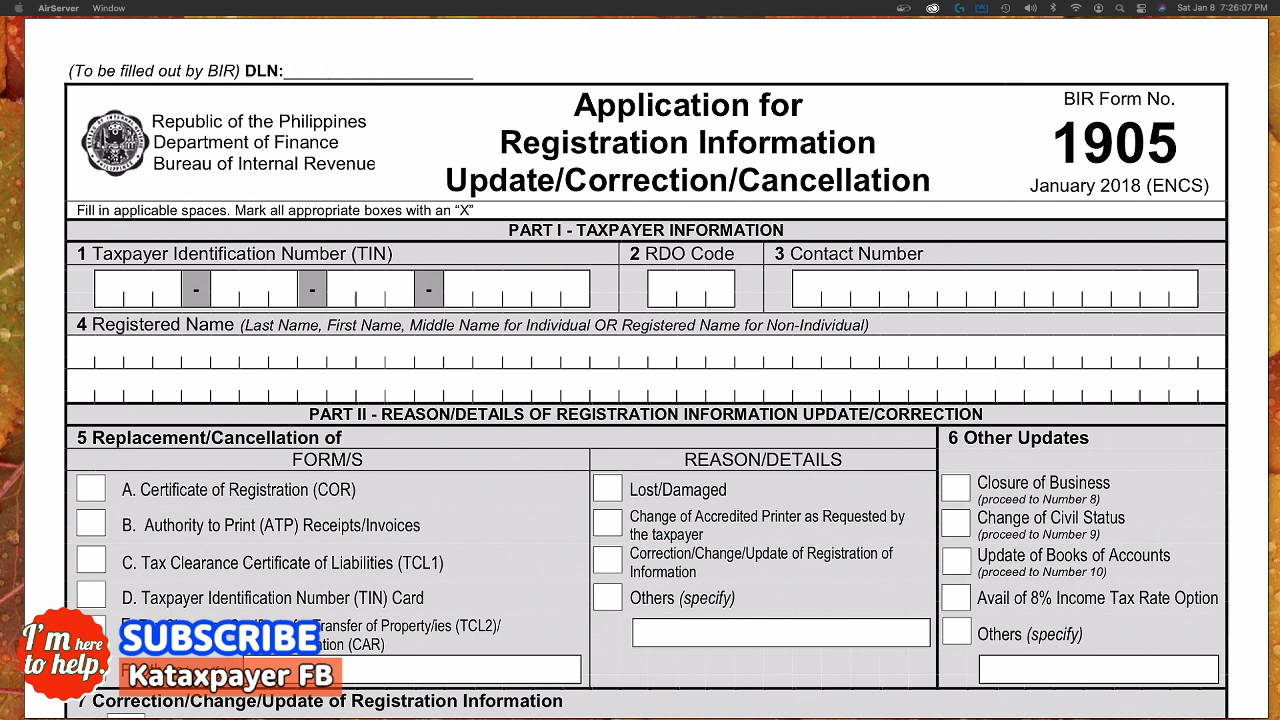 AirServer Window Sat Jan 8 7:26:07 PM
(To be filled out by BIR) DLN:
Republic of the Philippines
Department of Finance
Bureau of Internal Revenue
Application for
Registration Information
Update/Correction/Cancellation
BIR Form No.
1905
January 2018 (ENCS)
Fill in applicable spaces. Mark all appropriate boxes with an “X”
PART I - TAXPAYER INFORMATION
1 Taxpayer Identification Number (TIN) 2 RDO Code 3 Contact Number
- - -
4 Registered Name (Last Name, First Name, Middle Name for Individual OR Registered Name for Non-Individual)
PART II - REASON/DETAILS OF REGISTRATION INFORMATION UPDATE/CORRECTION
5 Replacement/Cancellation of
FORM/S
A. Certificate of Registration (COR)
B. Authority to Print (ATP) Receipts/Invoices
C. Tax Clearance Certificate of Liabilities (TCL1)
D. Taxpayer Identification Number (TIN) Card
Transfer of Property/ies (TCL2)/
(CAR)
REASON/DETAILS
Lost/Damaged
Change of Accredited Printer as Requested by
the taxpayer
Correction/Change/Update of Registration of
Information
Others (specify)
6 Other Updates
Closure of Business
(proceed to Number 8)
Change of Civil Status
(proceed to Number 9)
Update of Books of Accounts
(proceed to Number 10)
Avail of 8% Income Tax Rate Option
Others (specify)
I'm here
to help.
SUBSCRIBE
Kataxpayer FB
7 Correction/Change/Update of Registration Information